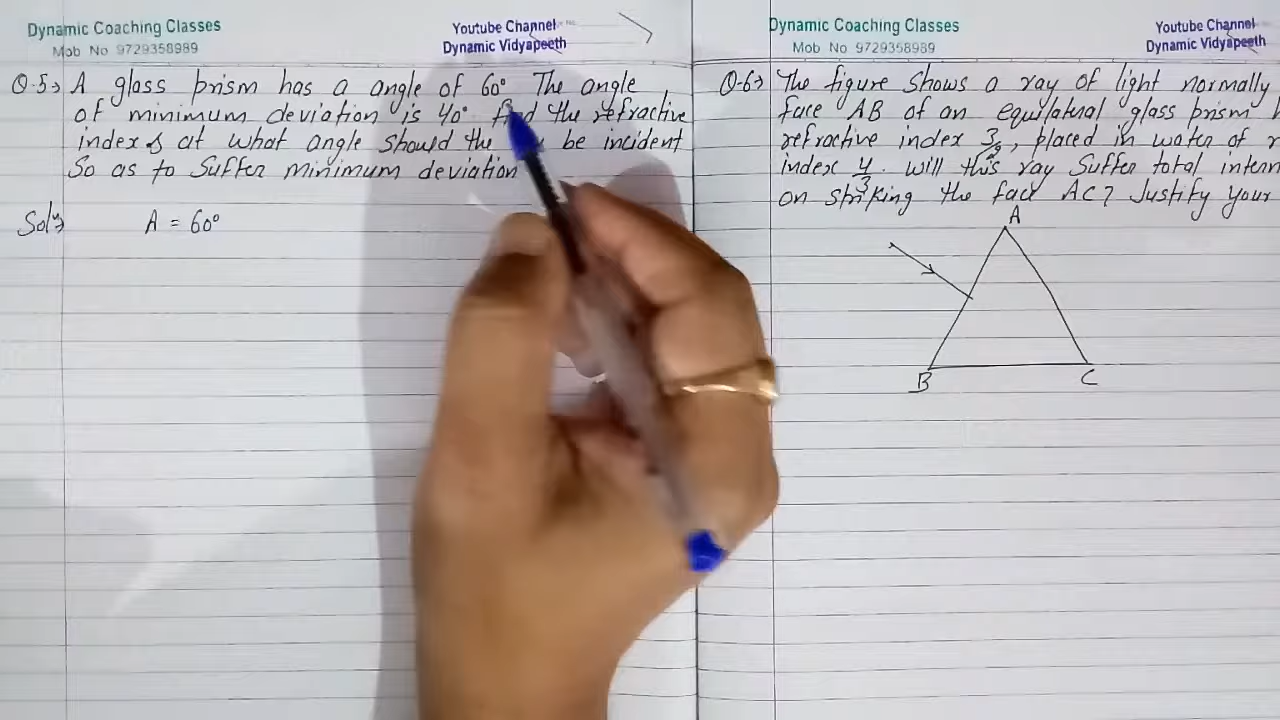 Dynamic Coaching Classes
Mob No 9729358989
Youtube Channel
Dynamic Vidyapeeth
Q.5→ A glass prism has a angle of 60° The angle
of minimum deviation is 40° find the refractive
index & at what angle should the be incident
So as to Suffer minimum deviation
Sol→ A = 60°
Dynamic Coaching Classes
Mob No 9729358989
Youtube Channel
Dynamic Vidyapeeth
Q.6→ The figure shows a ray of light normally
face AB of an equilateral glass prism
refractive index 3/2, placed in water of
index 4/3. will this ray Suffer total
on striking the face AC? Justify Your
A
B
C